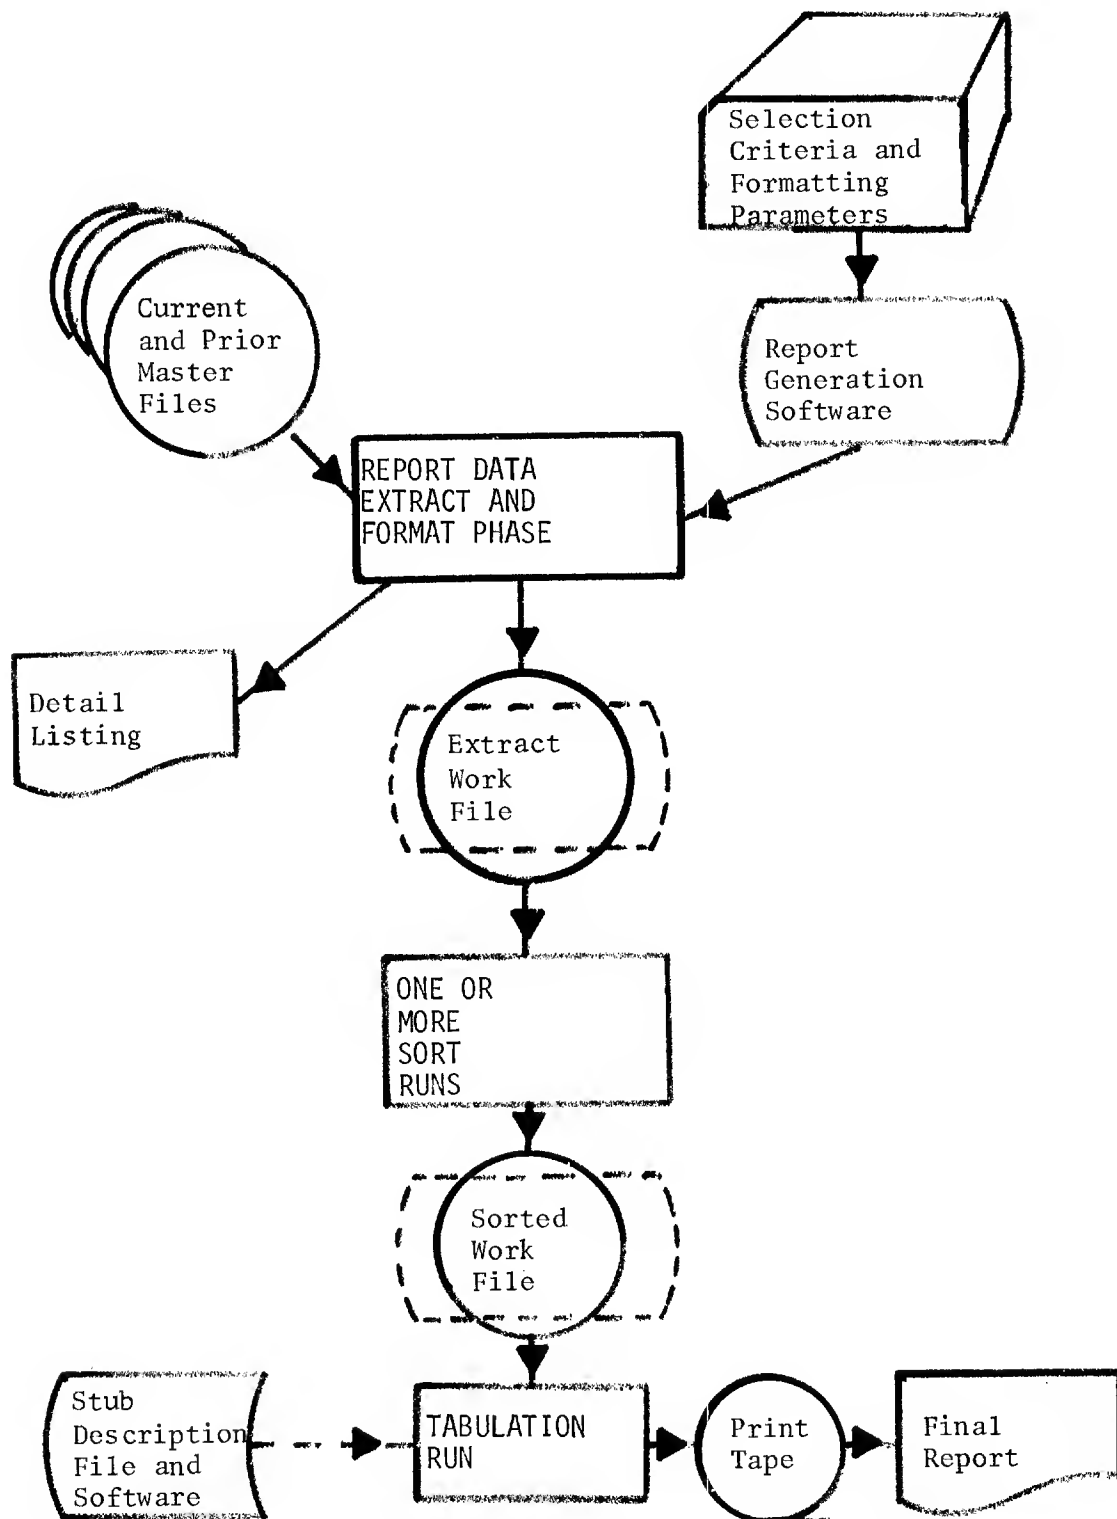 Selection
Criteria and
Formatting
Parameters
Current
and Prior
Master
Files
Report
Generation
Software
REPORT DATA
EXTRACT AND
FORMAT PHASE
Detail
Listing
Extract
Work
File
ONE OR
MORE
SORT
RUNS
Sorted
Work
File
Stub
Description
File and
Software
TABULATION
RUN
Print
Tape
Final
Report